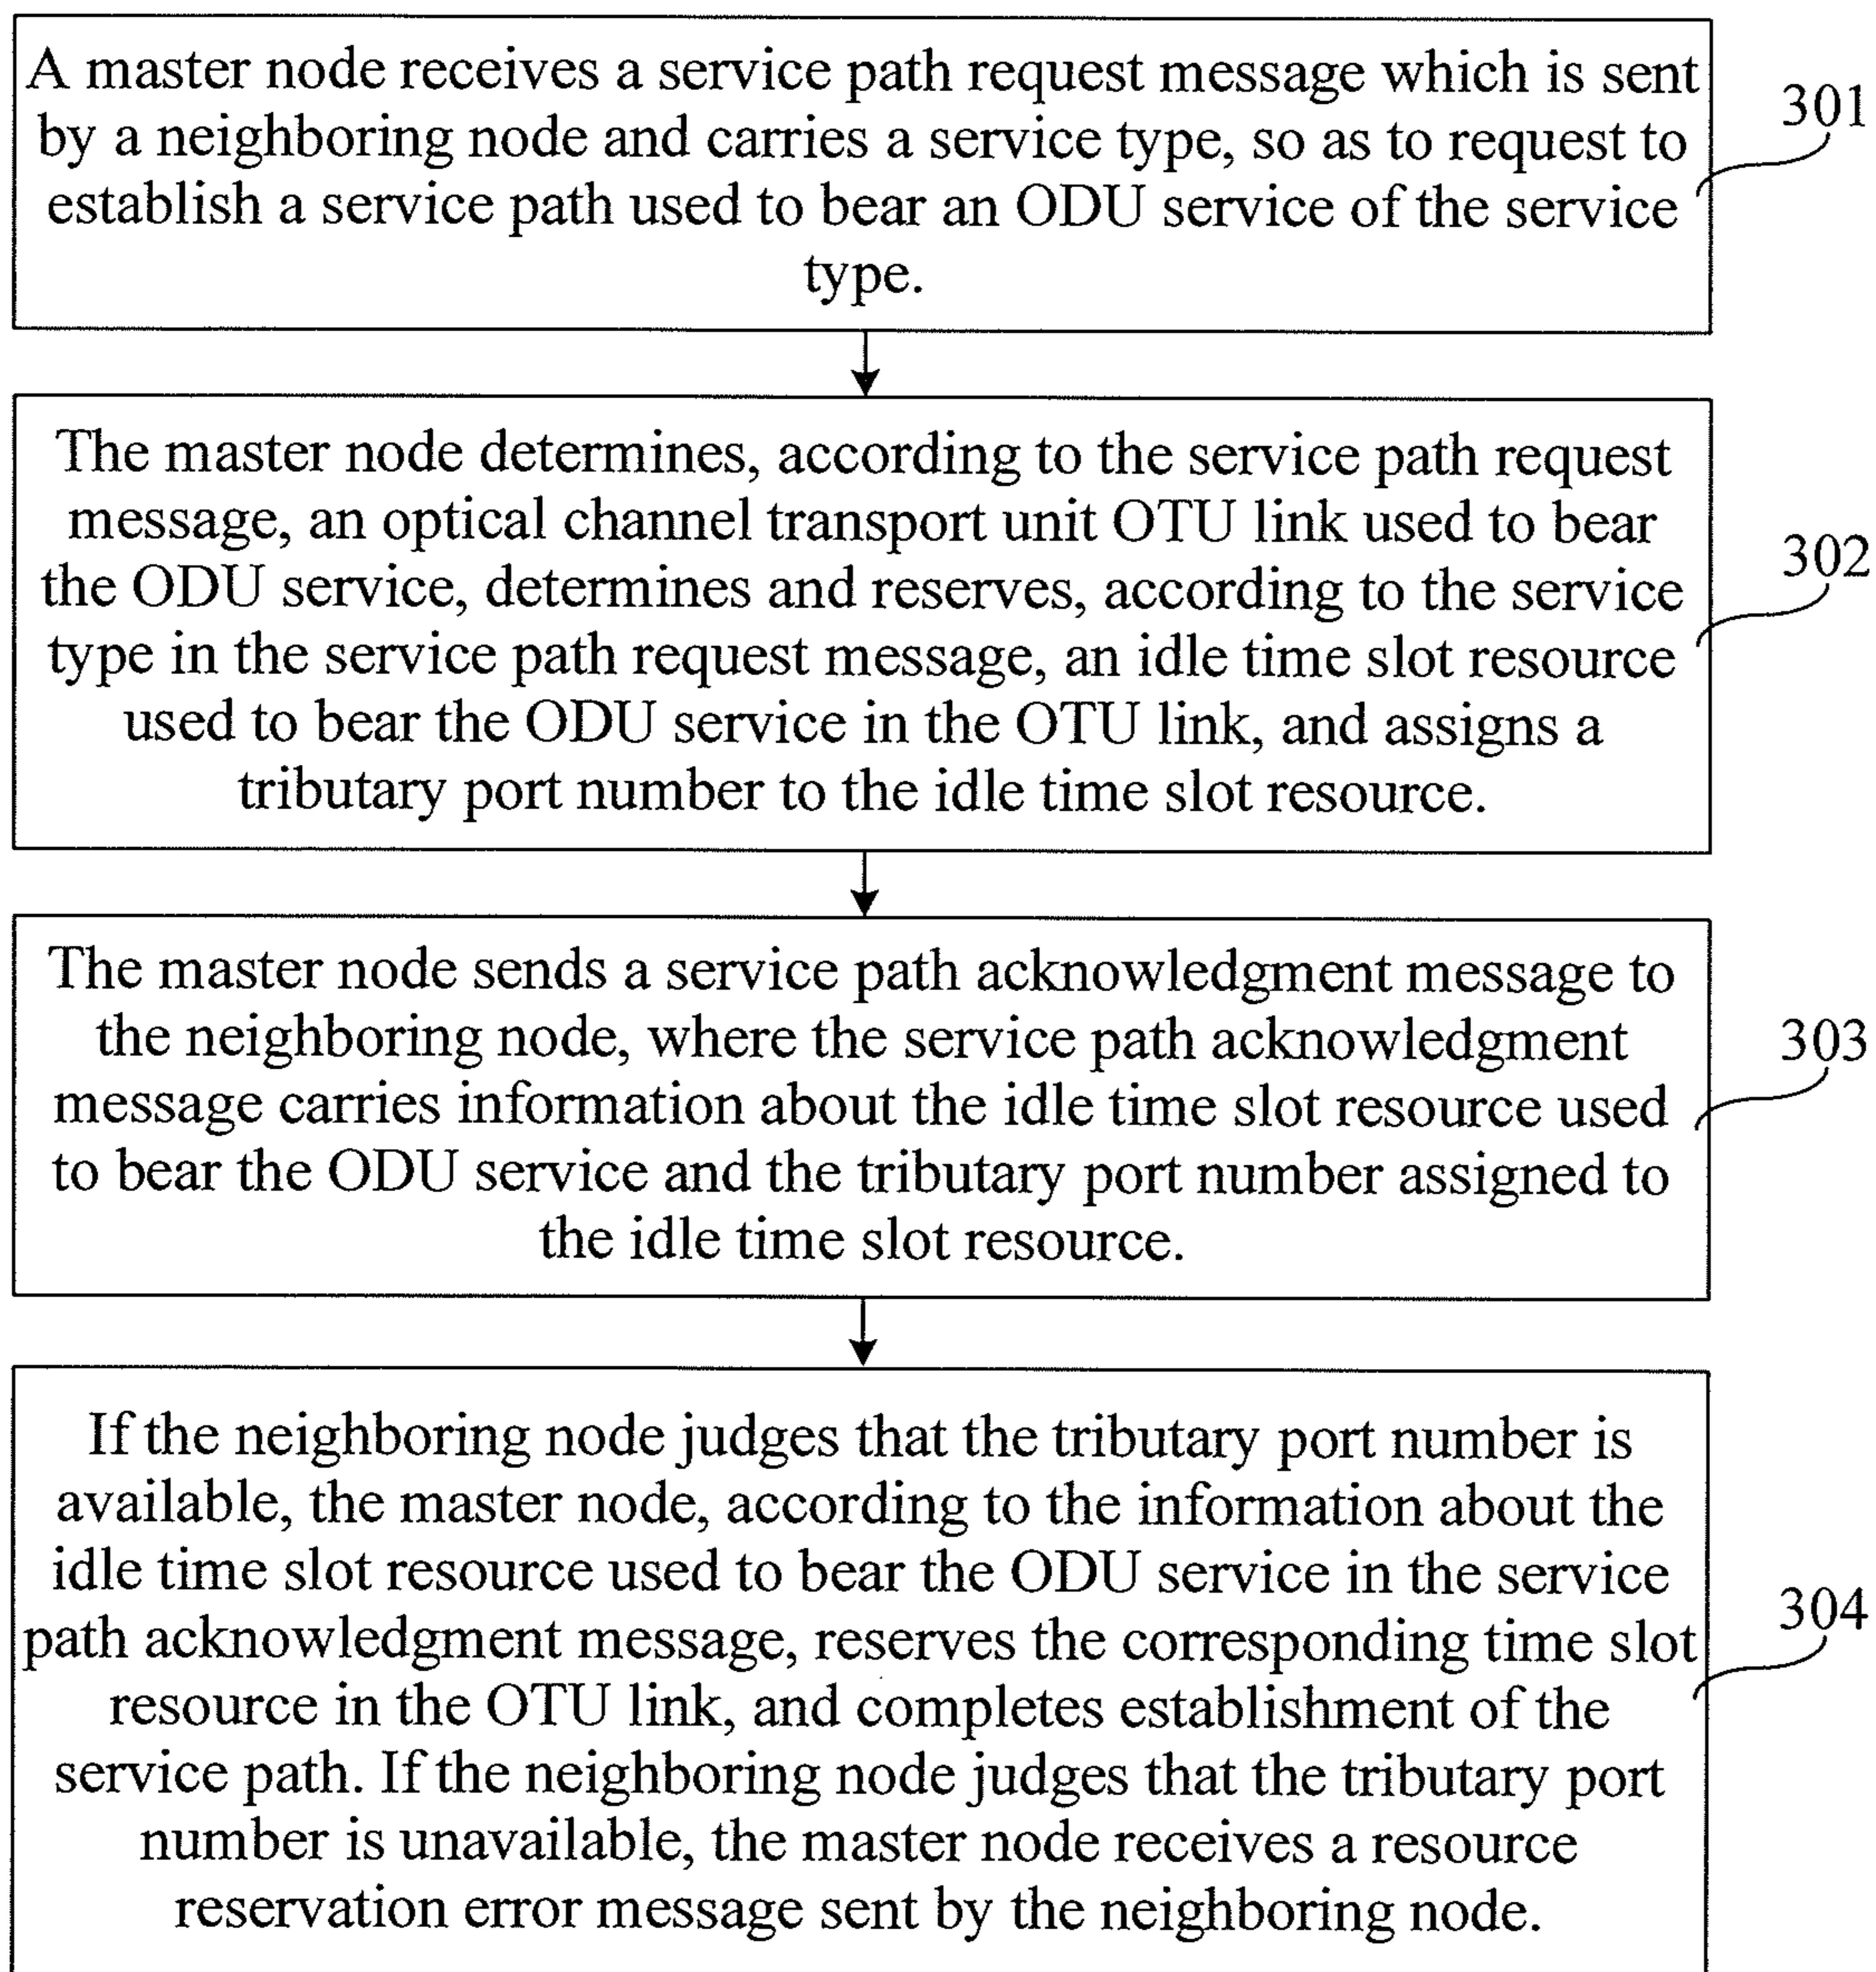 A master node receives a service path request message which is sent
by a neighboring node and carries a service type, so as to request to
establish a service path used to bear an ODU service of the service
type.
301
The master node determines, according to the service path request
message, an optical channel transport unit OTU link used to bear
the ODU service, determines and reserves, according to the service
type in the service path request message, an idle time slot resource
used to bear the ODU service in the OTU link, and assigns a
tributary port number to the idle time slot resource.
302
The master node sends a service path acknowledgment message to
the neighboring node, where the service path acknowledgment
message carries information about the idle time slot resource used
to bear the ODU service and the tributary port number assigned to
the idle time slot resource.
303
If the neighboring node judges that the tributary port number is
available, the master node, according to the information about the
idle time slot resource used to bear the ODU service in the service
path acknowledgment message, reserves the corresponding time slot
resource in the OTU link, and completes establishment of the
service path. If the neighboring node judges that the tributary port
number is unavailable, the master node receives a resource
reservation error message sent by the neighboring node.
304